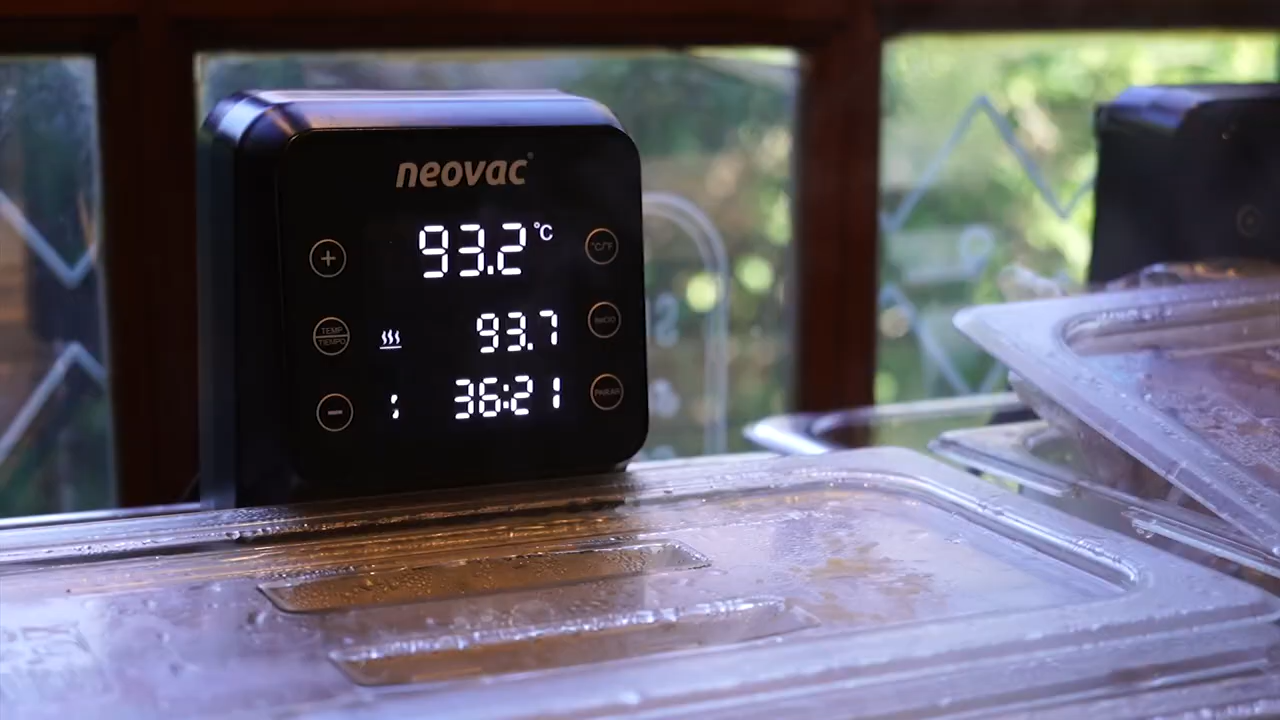 neovac
93.2 °C
+
°C/°F
93.7
TEMP
TIEMPO
INICIO
36:21
PARAR
-